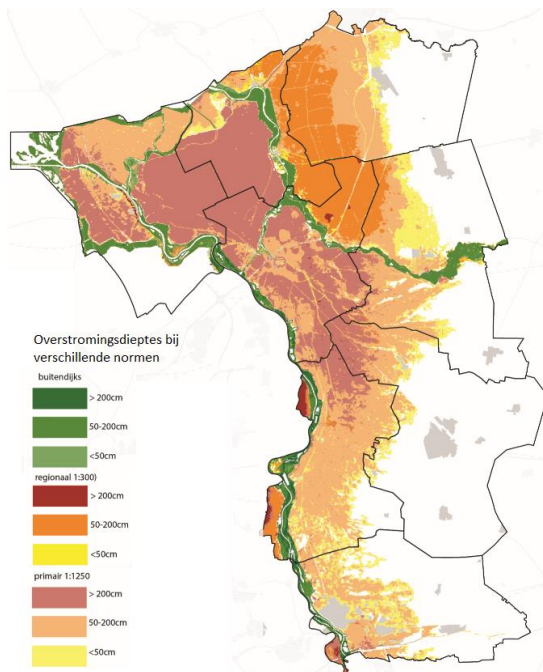 Overstromingsdieptes bij
verschillende normen
buitendijks
> 200cm
50-200cm
<50cm
regionaal 1:300)
> 200cm
50-200cm
<50cm
primair 1:1250
> 200cm
50-200cm
<50cm